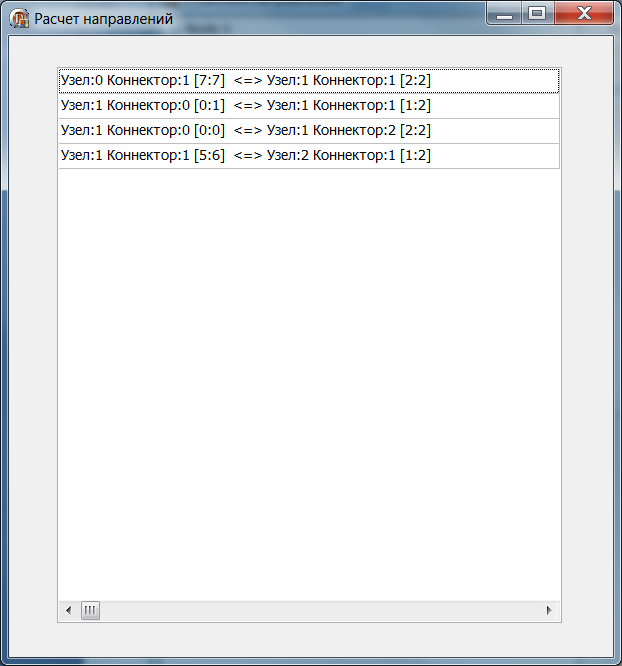 Расчет направлений
Узел:0 Коннектор:1 [7:7]  <=> Узел:1 Коннектор:1 [2:2]
Узел:1 Коннектор:0 [0:1]  <=> Узел:1 Коннектор:1 [1:2]
Узел:1 Коннектор:0 [0:0]  <=> Узел:1 Коннектор:2 [2:2]
Узел:1 Коннектор:1 [5:6]  <=> Узел:2 Коннектор:1 [1:2]